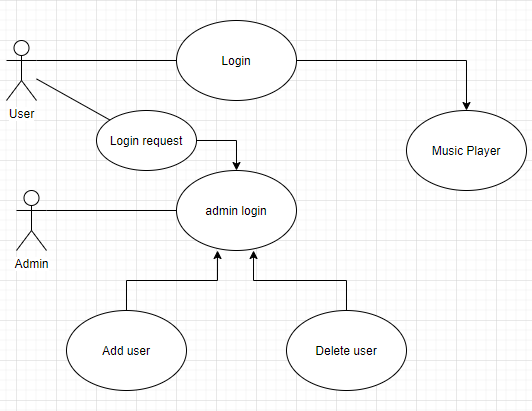 Login
User
Login request
Music Player
admin login
Admin
Add user
Delete user